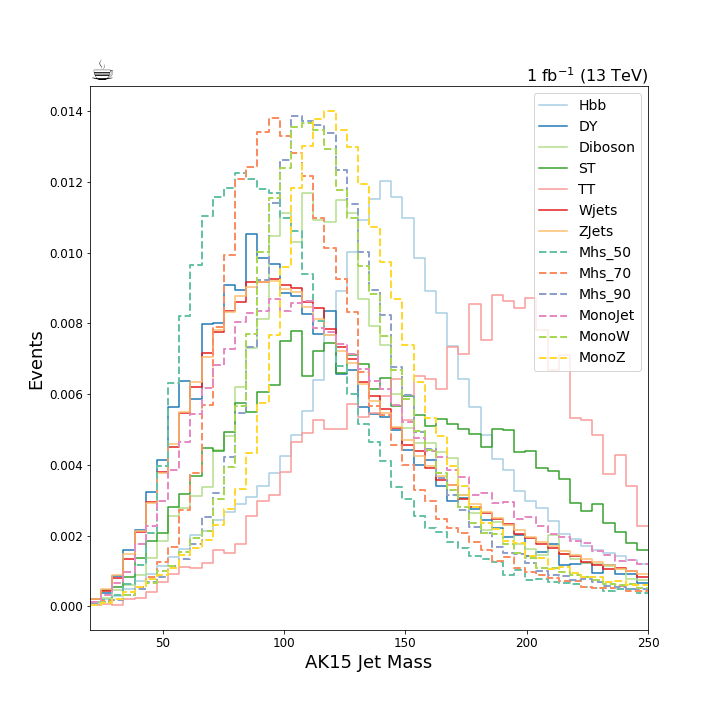 1 fb⁻¹ (13 TeV)
Events
0.014
0.012
0.010
0.008
0.006
0.004
0.002
0.000
50
100
150
200
250
AK15 Jet Mass
Hbb
DY
Diboson
ST
TT
Wjets
ZJets
Mhs_50
Mhs_70
Mhs_90
MonoJet
MonoW
MonoZ